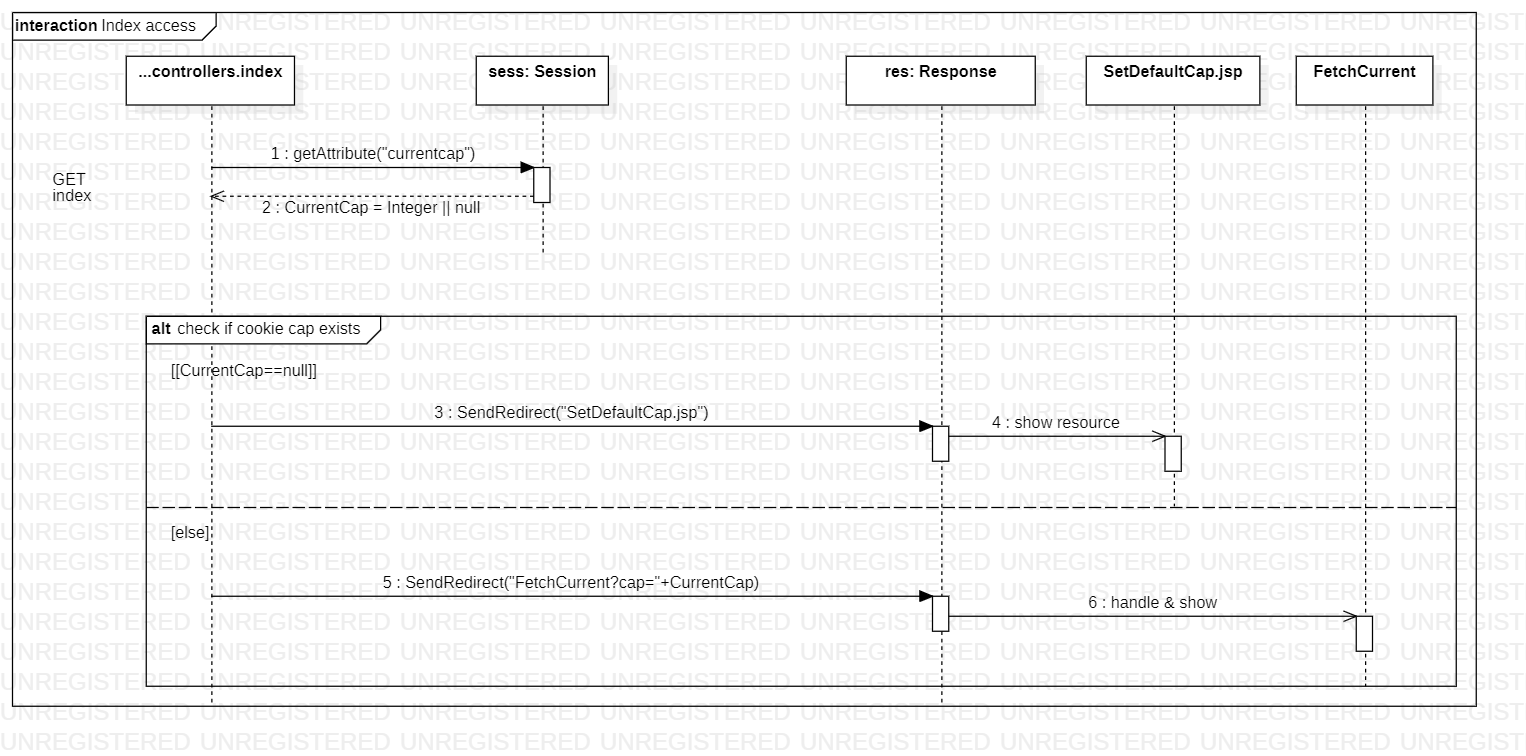 interaction Index access
...controllers.index
sess: Session
res: Response
SetDefaultCap.jsp
FetchCurrent
1 : getAttribute("currentcap")
GET
index
2 : CurrentCap = Integer || null
alt check if cookie cap exists
[[CurrentCap==null]]
3 : SendRedirect("SetDefaultCap.jsp")
4 : show resource
[else]
5 : SendRedirect("FetchCurrent?cap="+CurrentCap)
6 : handle & show
UNREGISTERED